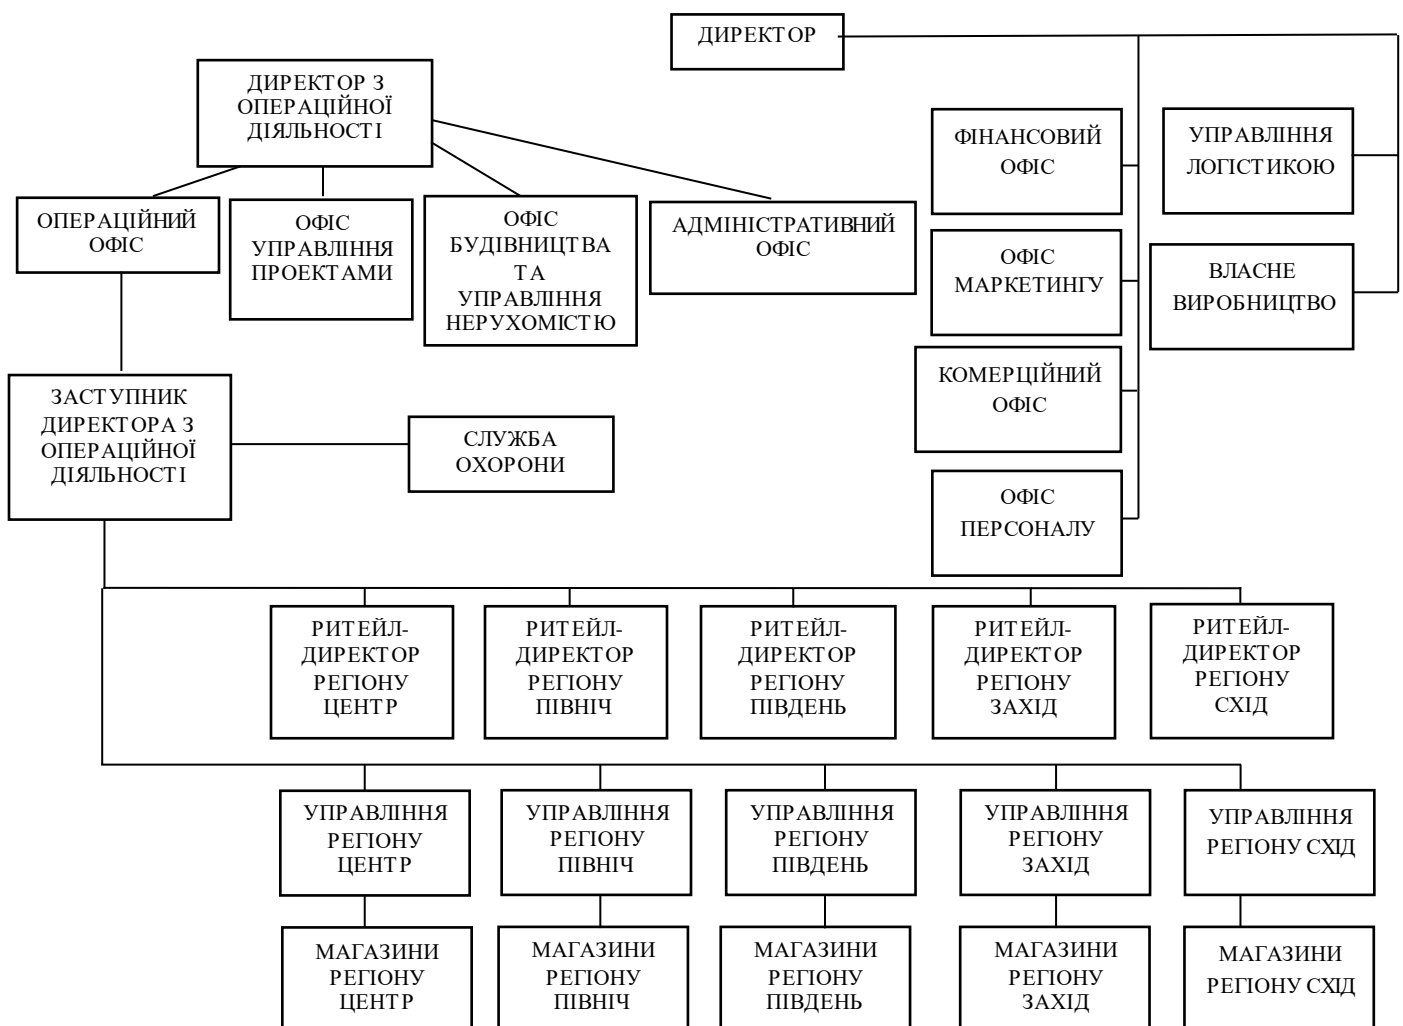 ДИРЕКТОР
ДИРЕКТОР З
ОПЕРАЦІЙНОЇ
ДІЯЛЬНОСТІ
ФІНАНСОВИЙ
ОФІС
УПРАВЛІННЯ
ЛОГІСТИКОЮ
ОПЕРАЦІЙНИЙ
ОФІС
ОФІС
УПРАВЛІННЯ
ПРОЕКТАМИ
ОФІС
БУДІВНИЦТВА
ТА
УПРАВЛІННЯ
НЕРУХОМІСТЮ
АДМІНІСТРАТИВНИЙ
ОФІС
ОФІС
МАРКЕТИНГУ
ВЛАСНЕ
ВИРОБНИЦТВО
КОМЕРЦІЙНИЙ
ОФІС
ЗАСТУПНИК
ДИРЕКТОРА З
ОПЕРАЦІЙНОЇ
ДІЯЛЬНОСТІ
СЛУЖБА
ОХОРОНИ
ОФІС
ПЕРСОНАЛУ
РИТЕЙЛ-
ДИРЕКТОР
РЕГІОНУ
ЦЕНТР
РИТЕЙЛ-
ДИРЕКТОР
РЕГІОНУ
ПІВНІЧ
РИТЕЙЛ-
ДИРЕКТОР
РЕГІОНУ
ПІВДЕНЬ
РИТЕЙЛ-
ДИРЕКТОР
РЕГІОНУ
ЗАХІД
РИТЕЙЛ-
ДИРЕКТОР
РЕГІОНУ
СХІД
УПРАВЛІННЯ
РЕГІОНУ
ЦЕНТР
УПРАВЛІННЯ
РЕГІОНУ
ПІВНІЧ
УПРАВЛІННЯ
РЕГІОНУ
ПІВДЕНЬ
УПРАВЛІННЯ
РЕГІОНУ
ЗАХІД
УПРАВЛІННЯ
РЕГІОНУ СХІД
МАГАЗИНИ
РЕГІОНУ
ЦЕНТР
МАГАЗИНИ
РЕГІОНУ
ПІВНІЧ
МАГАЗИНИ
РЕГІОНУ
ПІВДЕНЬ
МАГАЗИНИ
РЕГІОНУ
ЗАХІД
МАГАЗИНИ
РЕГІОНУ СХІД